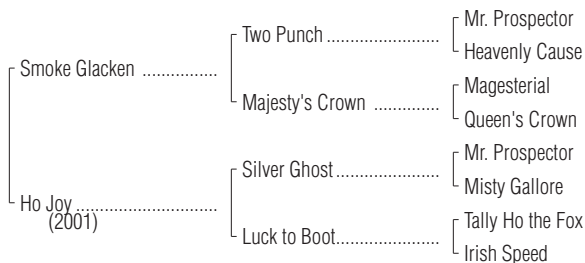 Mr. Prospector
Two Punch
Heavenly Cause
Smoke Glacken
Magesterial
Majesty's Crown
Queen's Crown
Mr. Prospector
Silver Ghost
Misty Gallore
Ho Joy
(2001)
Tally Ho the Fox
Luck to Boot
Irish Speed